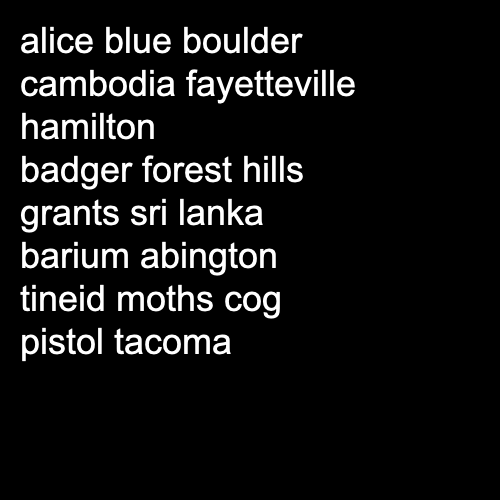 alice blue boulder
cambodia fayetteville
hamilton
badger forest hills
grants sri lanka
barium abington
tineid moths cog
pistol tacoma